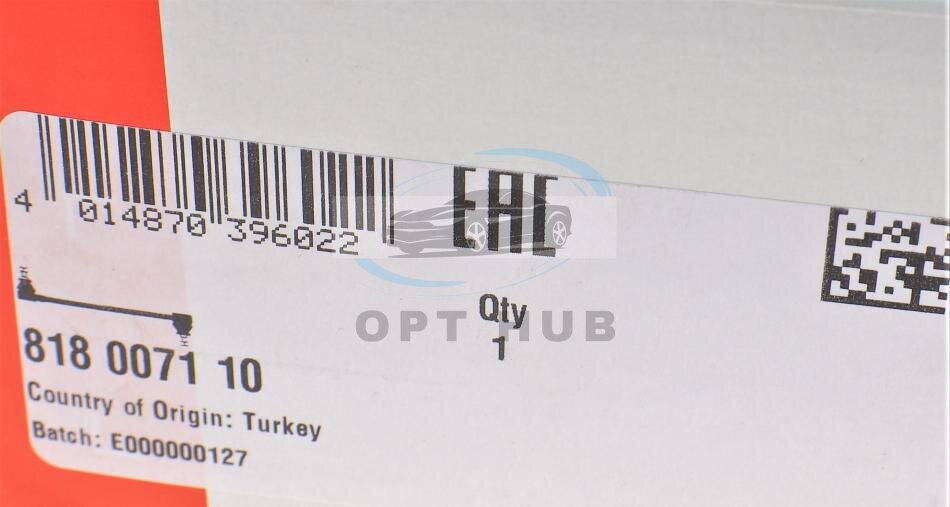 4 014870 396022
EAC
OPT HUB
Qty
1
818 0071 10
Country of Origin: Turkey
Batch: E000000127